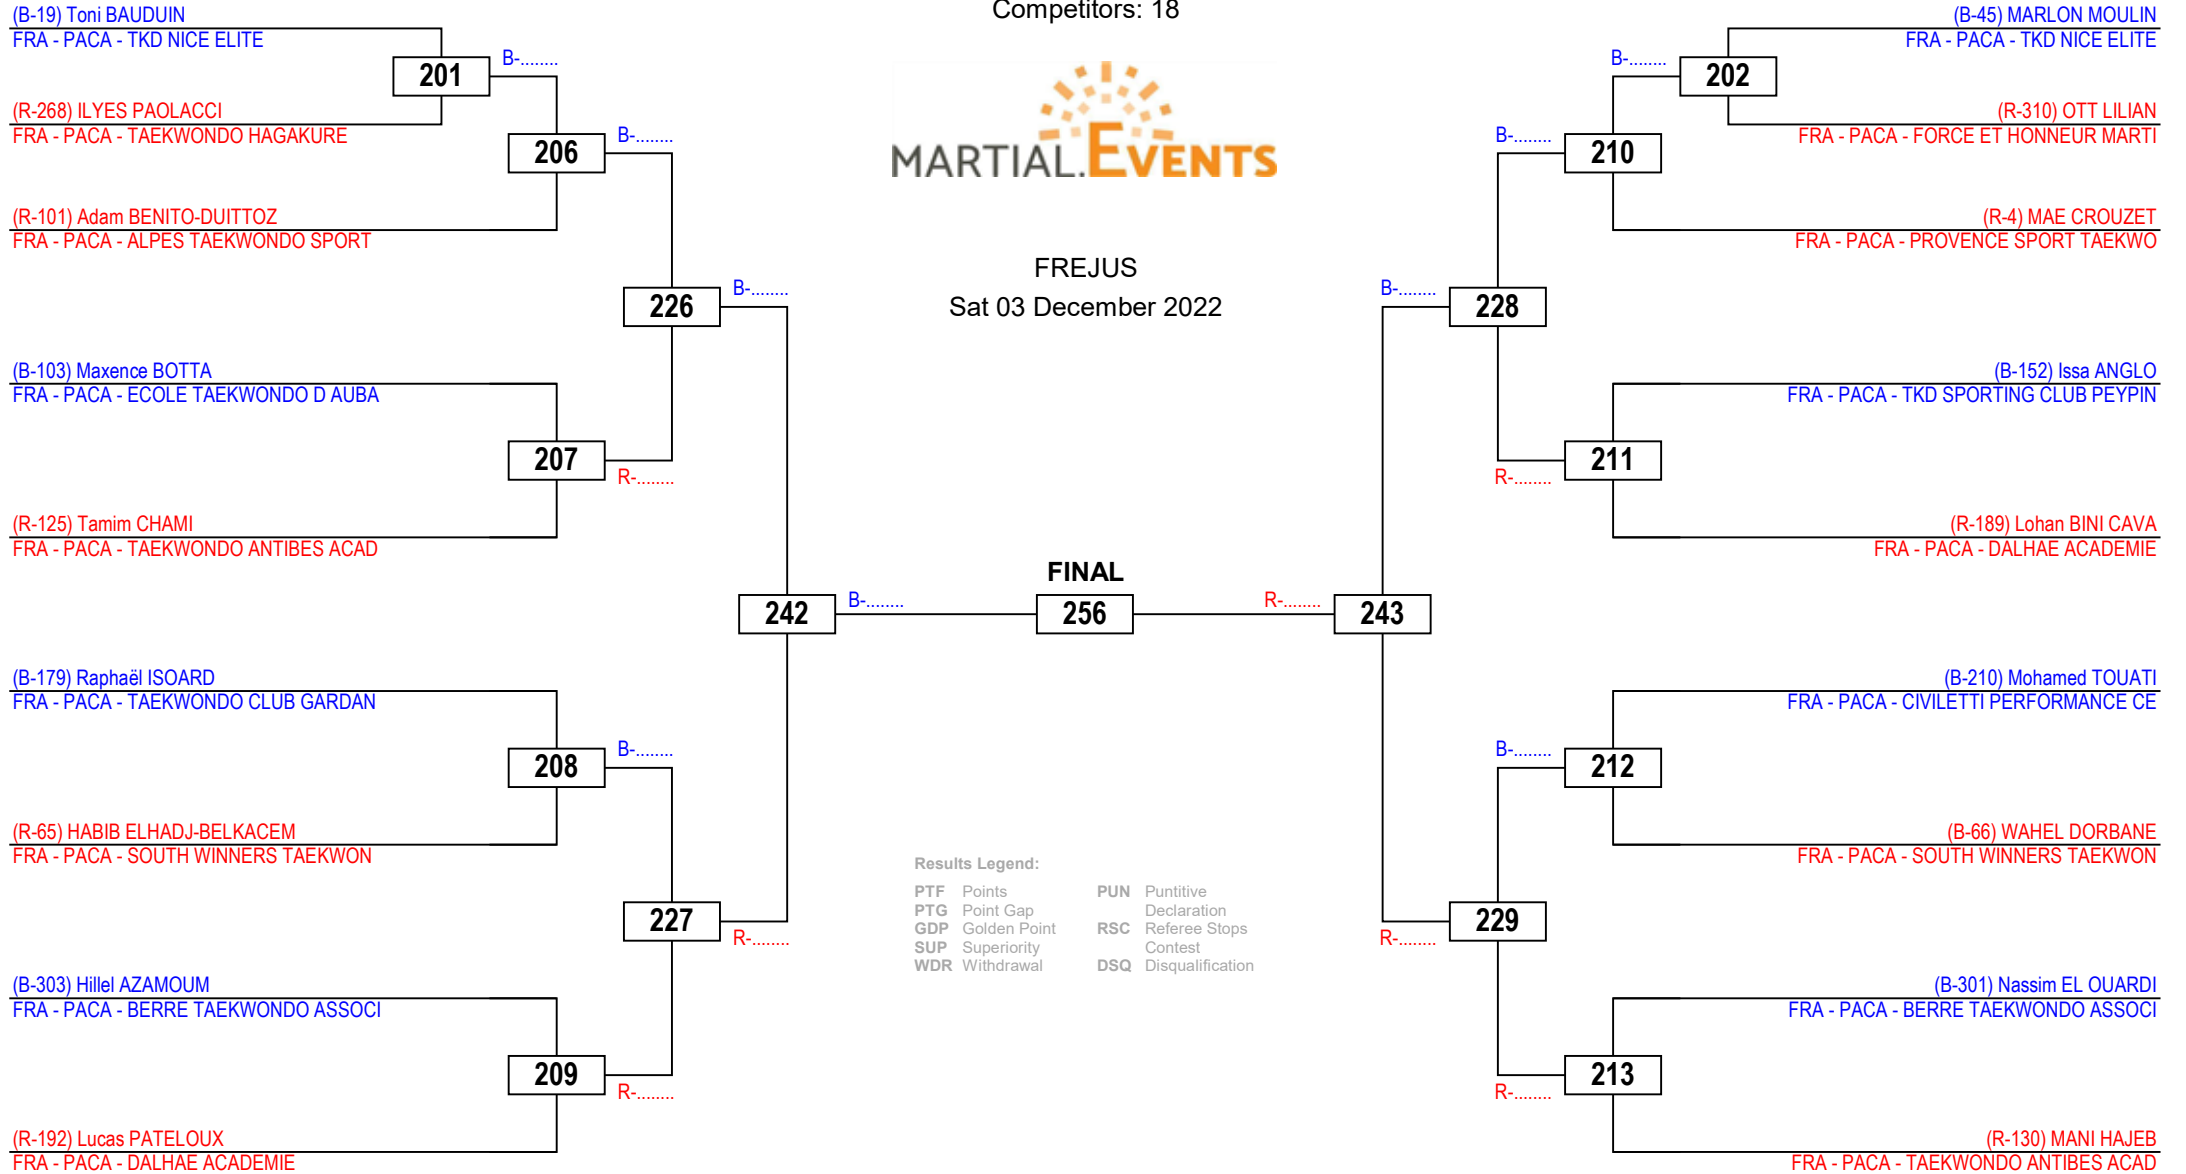 Competitors: 18
MARTIAL.EVENTS
FREJUS
Sat 03 December 2022
(B-19) Toni BAUDUIN
FRA - PACA - TKD NICE ELITE
201
B-........
(R-268) ILYES PAOLACCI
FRA - PACA - TAEKWONDO HAGAKURE
206
B-........
(R-101) Adam BENITO-DUITTOZ
FRA - PACA - ALPES TAEKWONDO SPORT
226
B-........
(B-103) Maxence BOTTA
FRA - PACA - ECOLE TAEKWONDO D AUBA
207
R-........
(R-125) Tamim CHAMI
FRA - PACA - TAEKWONDO ANTIBES ACAD
242
B-........
(B-179) Raphaël ISOARD
FRA - PACA - TAEKWONDO CLUB GARDAN
208
B-........
(R-65) HABIB ELHADJ-BELKACEM
FRA - PACA - SOUTH WINNERS TAEKWON
227
R-........
(B-303) Hillel AZAMOUM
FRA - PACA - BERRE TAEKWONDO ASSOCI
209
R-........
(R-192) Lucas PATELOUX
FRA - PACA - DALHAE ACADEMIE
FINAL
256
(B-45) MARLON MOULIN
FRA - PACA - TKD NICE ELITE
B-........
202
(R-310) OTT LILIAN
FRA - PACA - FORCE ET HONNEUR MARTI
B-........
210
(R-4) MAE CROUZET
FRA - PACA - PROVENCE SPORT TAEKWO
B-........
228
(B-152) Issa ANGLO
FRA - PACA - TKD SPORTING CLUB PEYPIN
211
R-........
(R-189) Lohan BINI CAVA
FRA - PACA - DALHAE ACADEMIE
R-........
243
(B-210) Mohamed TOUATI
FRA - PACA - CIVILETTI PERFORMANCE CE
B-........
212
(B-66) WAHEL DORBANE
FRA - PACA - SOUTH WINNERS TAEKWON
229
R-........
(B-301) Nassim EL OUARDI
FRA - PACA - BERRE TAEKWONDO ASSOCI
213
R-........
(R-130) MANI HAJEB
FRA - PACA - TAEKWONDO ANTIBES ACAD
Results Legend:
PTF Points
PTG Point Gap
GDP Golden Point
SUP Superiority
WDR Withdrawal
PUN Puntitive
Declaration
RSC Referee Stops
Contest
DSQ Disqualification